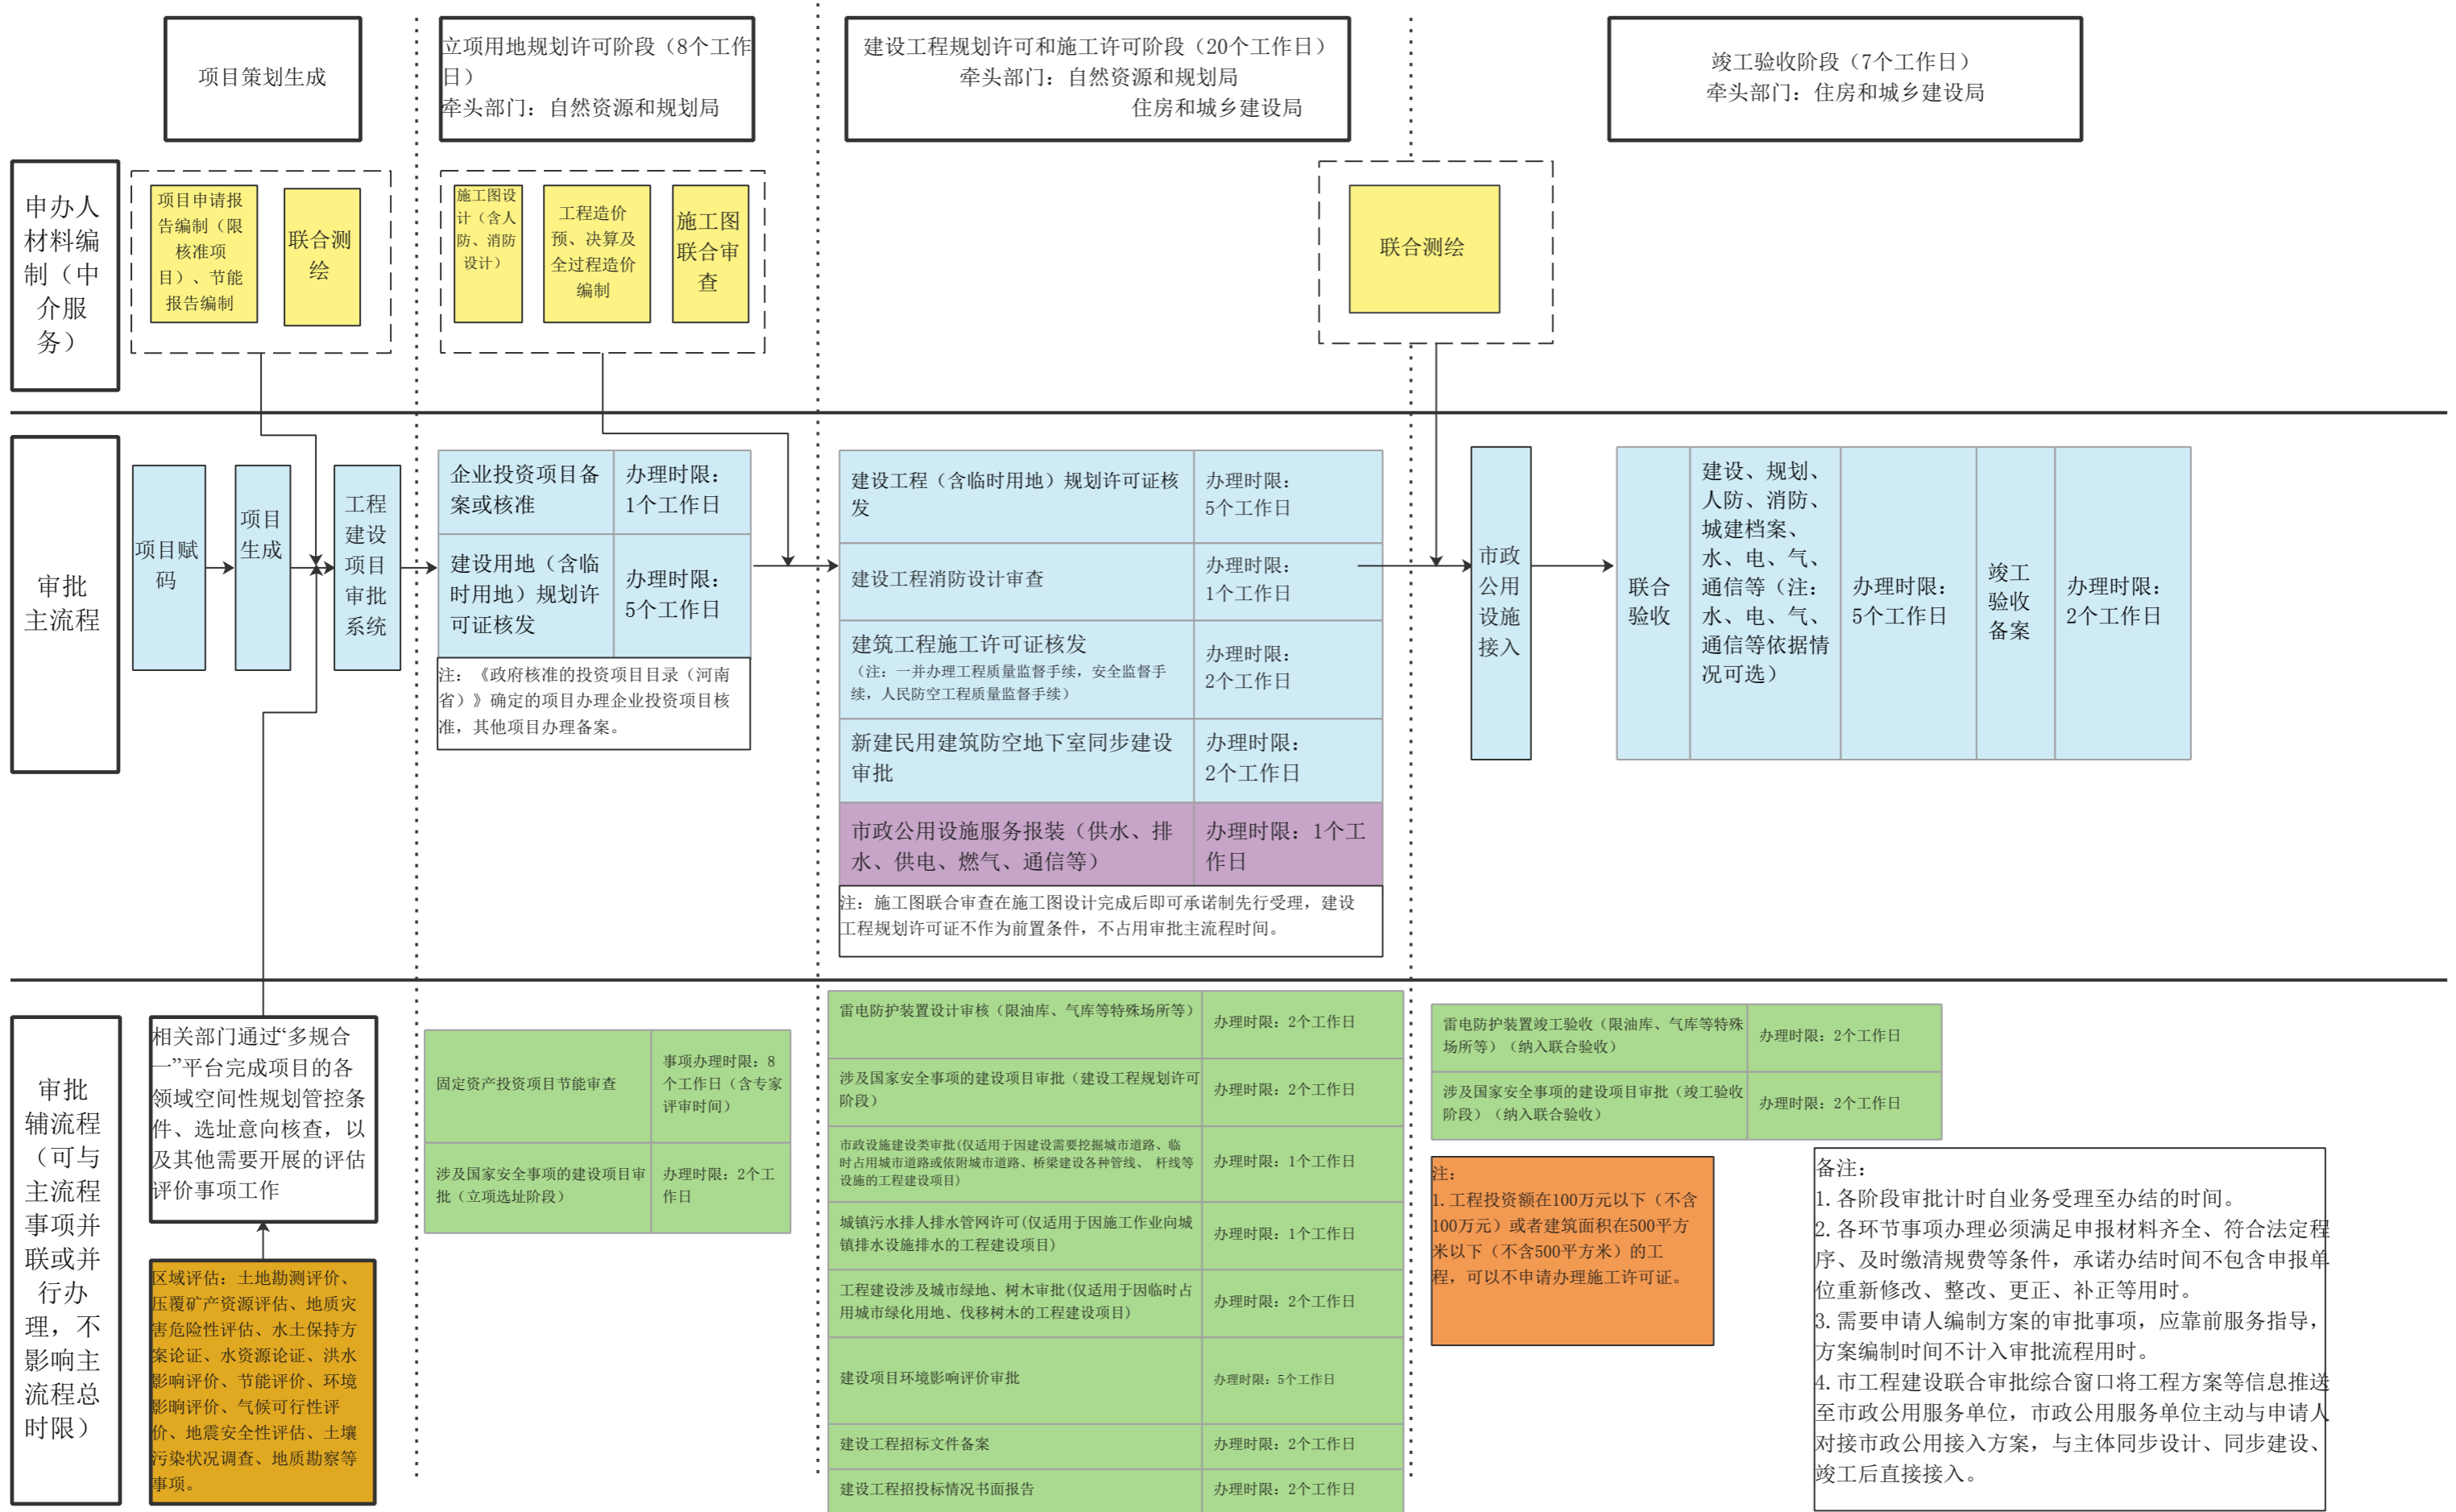 项目策划生成
立项用地规划许可阶段（8个工作
日）
牵头部门：自然资源和规划局
建设工程规划许可和施工许可阶段（20个工作日）
牵头部门：自然资源和规划局
住房和城乡建设局
竣工验收阶段（7个工作日）
牵头部门：住房和城乡建设局
申办人
材料编
制（中
介服
务）
项目申请报
告编制（限
核准项
目）、节能
报告编制
联合测
绘
施工图设
计（含人
防、消防
设计）
工程造价
预、决算及
全过程造价
编制
施工图
联合审
查
联合测绘
审批
主流程
项目赋
码
项目
生成
工程
建设
项目
审批
系统
企业投资项目备
案或核准
办理时限：
1个工作日
建设用地（含临
时用地）规划许
可证核发
办理时限：
5个工作日
注：《政府核准的投资项目目录（河南
省）》确定的项目办理企业投资项目核
准，其他项目办理备案。
建设工程（含临时用地）规划许可证核
发
办理时限：
5个工作日
建设工程消防设计审查
办理时限：
1个工作日
建筑工程施工许可证核发
（注：一并办理工程质量监督手续，安全监督手
续，人民防空工程质量监督手续）
办理时限：
2个工作日
新建民用建筑防空地下室同步建设
审批
办理时限：
2个工作日
市政公用设施服务报装（供水、排
水、供电、燃气、通信等）
办理时限：1个工
作日
注：施工图联合审查在施工图设计完成后即可承诺制先行受理，建设
工程规划许可证不作为前置条件，不占用审批主流程时间。
市政
公用
设施
接入
联合
验收
建设、规划、
人防、消防、
城建档案、
水、电、气、
通信等（注：
水、电、气、
通信等依据情
况可选）
办理时限：
5个工作日
竣工
验收
备案
办理时限：
2个工作日
审批
辅流程
（可与
主流程
事项并
联或并
行办
理，不
影响主
流程总
时限）
相关部门通过“多规合
一”平台完成项目的各
领域空间性规划管控条
件、选址意向核查，以
及其他需要开展的评估
评价事项工作
区域评估：土地勘测评价、
压覆矿产资源评估、地质灾
害危险性评估、水土保持方
案论证、水资源论证、洪水
影响评价、节能评价、环境
影响评价、气候可行性评
价、地震安全性评估、土壤
污染状况调查、地质勘察等
事项。
固定资产投资项目节能审查
事项办理时限：8
个工作日（含专家
评审时间）
涉及国家安全事项的建设项目审
批（立项选址阶段）
办理时限：2个工
作日
雷电防护装置设计审核（限油库、气库等特殊场所等）
办理时限：2个工作日
涉及国家安全事项的建设项目审批（建设工程规划许可
阶段）
办理时限：2个工作日
市政设施建设类审批(仅适用于因建设需要挖掘城市道路、临
时占用城市道路或依附城市道路、桥梁建设各种管线、 杆线等
设施的工程建设项目)
办理时限：1个工作日
城镇污水排人排水管网许可(仅适用于因施工作业向城
镇排水设施排水的工程建设项目)
办理时限：1个工作日
工程建设涉及城市绿地、树木审批(仅适用于因临时占
用城市绿化用地、伐移树木的工程建设项目)
办理时限：2个工作日
建设项目环境影响评价审批
办理时限：5个工作日
建设工程招标文件备案
办理时限：2个工作日
建设工程招投标情况书面报告
办理时限：2个工作日
雷电防护装置竣工验收（限油库、气库等特殊
场所等）（纳入联合验收）
办理时限：2个工作日
涉及国家安全事项的建设项目审批（竣工验收
阶段）（纳入联合验收）
办理时限：2个工作日
注：
1.工程投资额在100万元以下（不含
100万元）或者建筑面积在500平方
米以下（不含500平方米）的工
程，可以不申请办理施工许可证。
备注：
1.各阶段审批计时自业务受理至办结的时间。
2.各环节事项办理必须满足申报材料齐全、符合法定程
序、及时缴清规费等条件，承诺办结时间不包含申报单
位重新修改、整改、更正、补正等用时。
3.需要申请人编制方案的审批事项，应靠前服务指导，
方案编制时间不计入审批流程用时。
4.市工程建设联合审批综合窗口将工程方案等信息推送
至市政公用服务单位，市政公用服务单位主动与申请人
对接市政公用接入方案，与主体同步设计、同步建设、
竣工后直接接入。